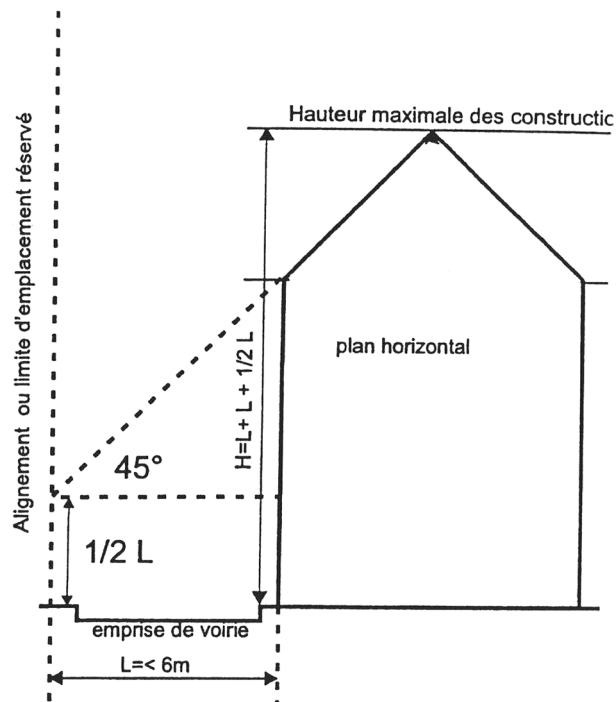 Hauteur maximale des constructic
Alignement ou limite d'emplacement réservé
H=L+ L + 1/2 L
plan horizontal
45°
1/2 L
emprise de voirie
L=< 6m